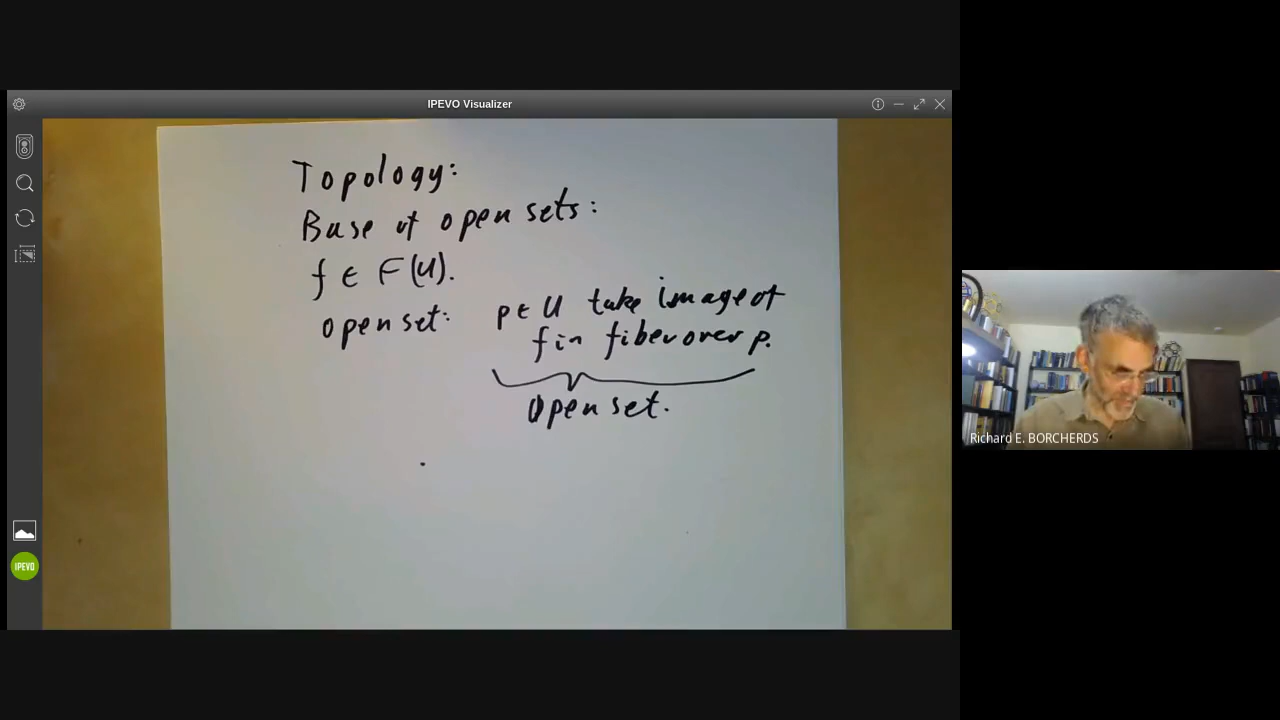 IPEVO Visualizer
Topology:
Base of open sets:
f ∈ F(U).
open set: p ∈ U take image of
f in fiber over p.
open set.
IPEVO
Richard E. BORCHERDS